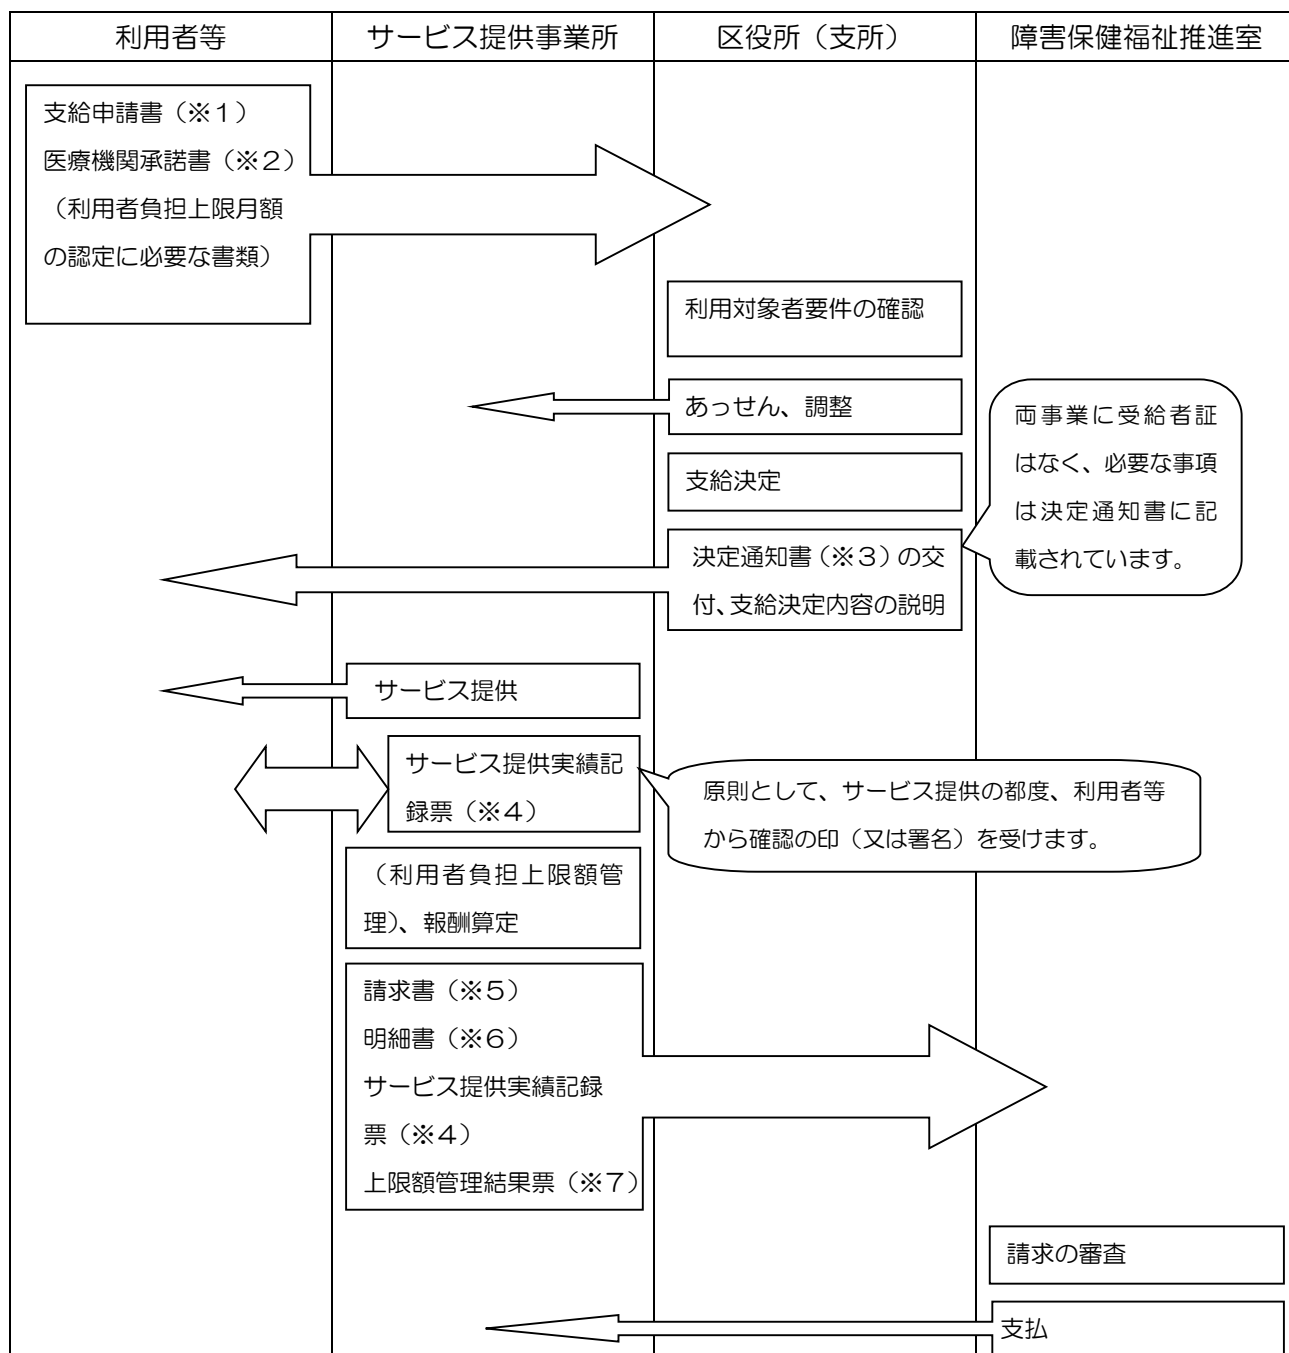 利用者等
サービス提供事業所
区役所（支所）
障害保健福祉推進室
支給申請書（※１）
医療機関承諾書（※２）
（利用者負担上限月額
の認定に必要な書類）
利用対象者要件の確認
あっせん、調整
支給決定
両事業に受給者証
はなく、必要な事項
は決定通知書に記
載されています。
決定通知書（※３）の交
付、支給決定内容の説明
サービス提供
サービス提供実績記
録票（※４）
原則として、サービス提供の都度、利用者等
から確認の印（又は署名）を受けます。
（利用者負担上限額管
理）、報酬算定
請求書（※５）
明細書（※６）
サービス提供実績記録
票（※４）
上限額管理結果票（※７）
請求の審査
支払